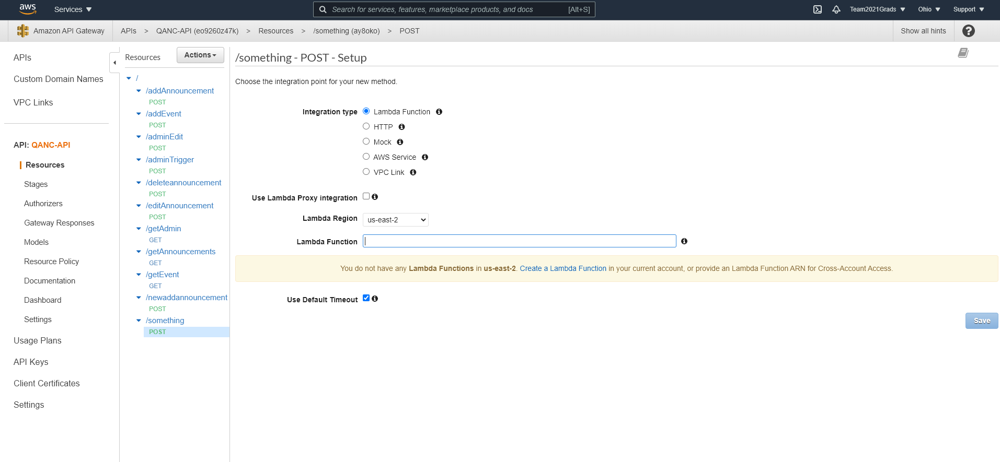 aws Services Search for services, features, marketplace products, and docs [Alt+S] Team2021Grads Ohio Support
Amazon API Gateway APIs > QANC-API (eo9260z47k) > Resources > /something (ay8oko) > POST Show all hints ?
APIs
Custom Domain Names
VPC Links
API: QANC-API
Resources
Stages
Authorizers
Gateway Responses
Models
Resource Policy
Documentation
Dashboard
Settings
Usage Plans
API Keys
Client Certificates
Settings
Resources Actions
/
/addAnnouncement
POST
/addEvent
POST
/adminEdit
POST
/adminTrigger
POST
/deleteannouncement
POST
/editAnnouncement
POST
/getAdmin
GET
/getAnnouncements
GET
/getEvent
GET
/newaddannouncement
POST
/something
POST
/something - POST - Setup
Choose the integration point for your new method.
Integration type Lambda Function
HTTP
Mock
AWS Service
VPC Link
Use Lambda Proxy integration
Lambda Region us-east-2
Lambda Function
You do not have any Lambda Functions in us-east-2. Create a Lambda Function in your current account, or provide an Lambda Function ARN for Cross-Account Access.
Use Default Timeout
Save